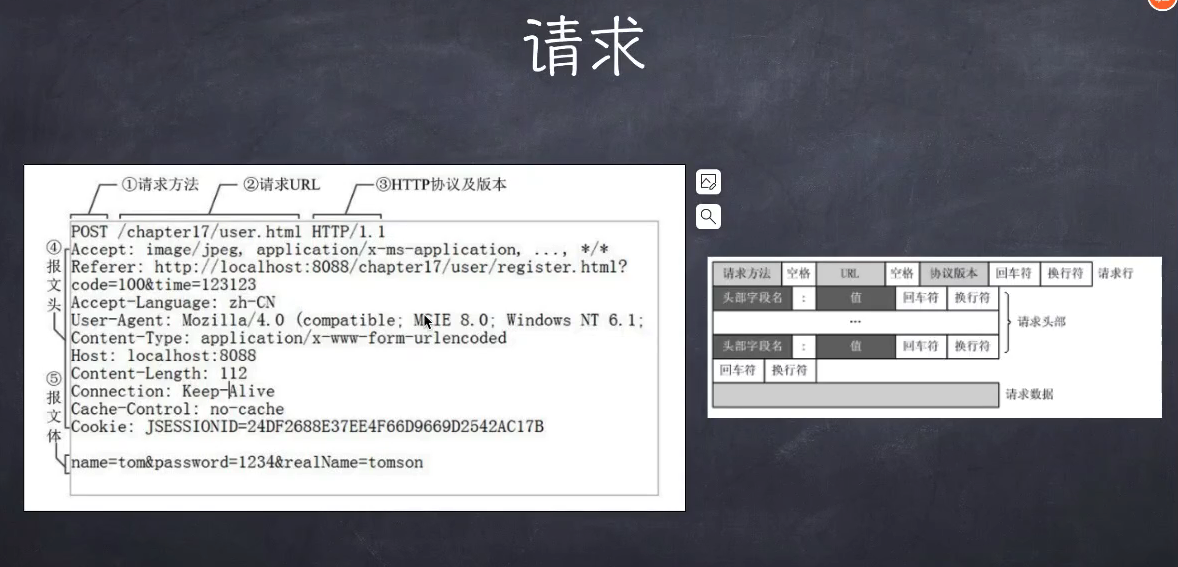 请求
①请求方法 ②请求URL ③HTTP协议及版本
POST /chapter17/user.html HTTP/1.1
④报文头
Accept: image/jpeg, application/x-ms-application, ..., */*
Referer: http://localhost:8088/chapter17/user/register.html?
code=100&time=123123
Accept-Language: zh-CN
User-Agent: Mozilla/4.0 (compatible; MSIE 8.0; Windows NT 6.1;
Content-Type: application/x-www-form-urlencoded
Host: localhost:8088
Content-Length: 112
Connection: Keep-Alive
Cache-Control: no-cache
Cookie: JSESSIONID=24DF2688E37EE4F66D9669D2542AC17B
⑤报文体
name=tom&password=1234&realName=tomson
请求方法 空格 URL 空格 协议版本 回车符 换行符 请求行
头部字段名 : 值 回车符 换行符
... 请求头部
头部字段名 : 值 回车符 换行符
回车符 换行符
请求数据